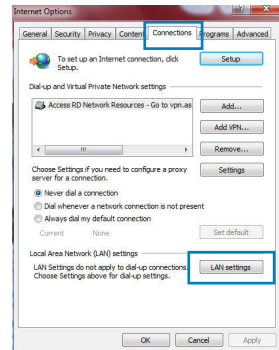 Internet Options
General Security Privacy Content Connections Programs Advanced
To set up an Internet connection, click
Setup.
Setup
Dial-up and Virtual Private Network settings
Access RD Network Resources - Go to vpn.as
Add...
Add VPN...
Remove...
Choose Settings if you need to configure a proxy
server for a connection.
Settings
Never dial a connection
Dial whenever a network connection is not present
Always dial my default connection
Current None
Set default
Local Area Network (LAN) settings
LAN Settings do not apply to dial-up connections.
Choose Settings above for dial-up settings.
LAN settings
OK Cancel Apply